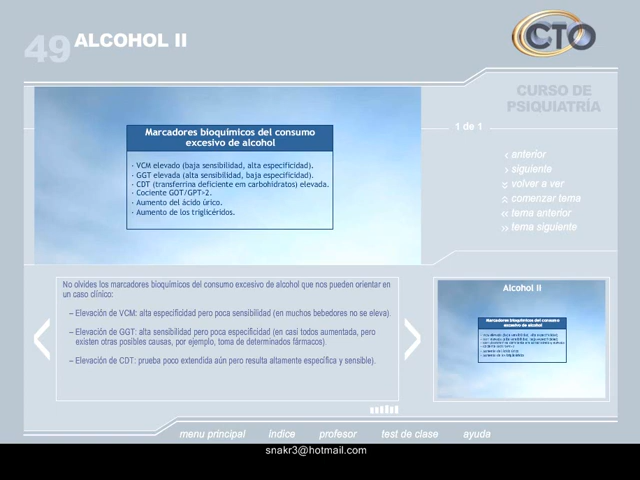 49 ALCOHOL II
CTO
CURSO DE
PSIQUIATRÍA
1 de 1
‹ anterior
› siguiente
volver a ver
comenzar tema
‹‹ tema anterior
›› tema siguiente
Marcadores bioquímicos del consumo
excesivo de alcohol
· VCM elevado (baja sensibilidad, alta especificidad).
· GGT elevada (alta sensibilidad, baja especificidad).
· CDT (transferrina deficiente em carbohidratos) elevada.
· Cociente GOT/GPT>2.
· Aumento del ácido úrico.
· Aumento de los triglicéridos.
No olvides los marcadores bioquímicos del consumo excesivo de alcohol que nos pueden orientar en
un caso clínico:
– Elevación de VCM: alta especificidad pero poca sensibilidad (en muchos bebedores no se eleva).
– Elevación de GGT: alta sensibilidad pero poca especificidad (en casi todos aumentada, pero
existen otras posibles causas, por ejemplo, toma de determinados fármacos).
– Elevación de CDT: prueba poco extendida aún pero resulta altamente específica y sensible).
Alcohol II
Marcadores bioquímicos del consumo
excesivo de alcohol
menu principal índice profesor test de clase ayuda
snakr3@hotmail.com